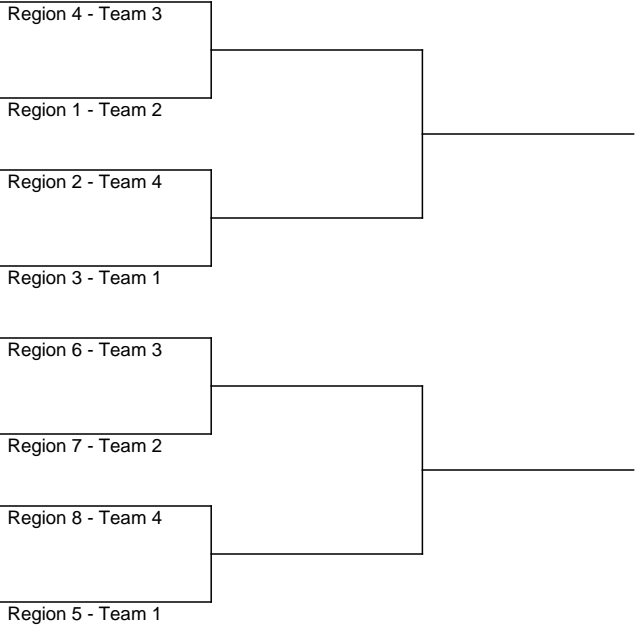 Region 4 - Team 3
Region 1 - Team 2
Region 2 - Team 4
Region 3 - Team 1
Region 6 - Team 3
Region 7 - Team 2
Region 8 - Team 4
Region 5 - Team 1